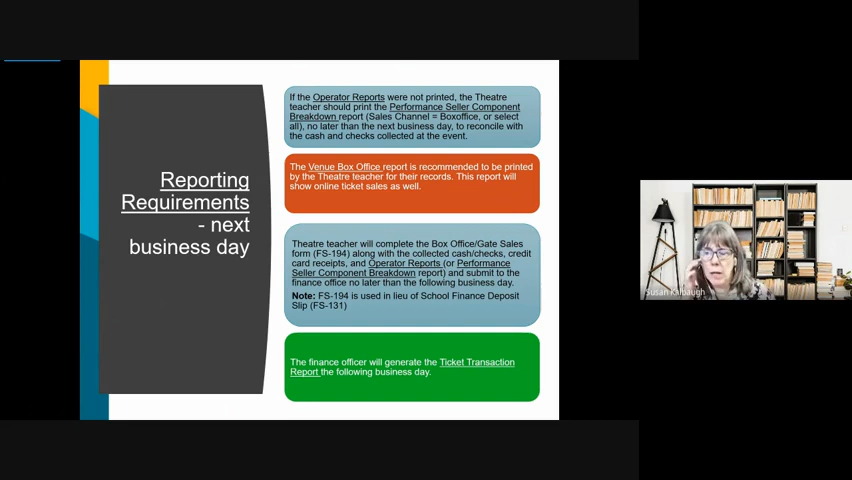 Reporting
Requirements
- next
business day
If the Operator Reports were not printed, the Theatre
teacher should print the Performance Seller Component
Breakdown report (Sales Channel = Boxoffice, or select
all), no later than the next business day, to reconcile with
the cash and checks collected at the event.
The Venue Box Office report is recommended to be printed
by the Theatre teacher for their records. This report will
show online ticket sales as well.
Theatre teacher will complete the Box Office/Gate Sales
form (FS-194) along with the collected cash/checks, credit
card receipts, and Operator Reports (or Performance
Seller Component Breakdown report) and submit to the
finance office no later than the following business day.
Note: FS-194 is used in lieu of School Finance Deposit
Slip (FS-131)
The finance officer will generate the Ticket Transaction
Report the following business day.
Susan